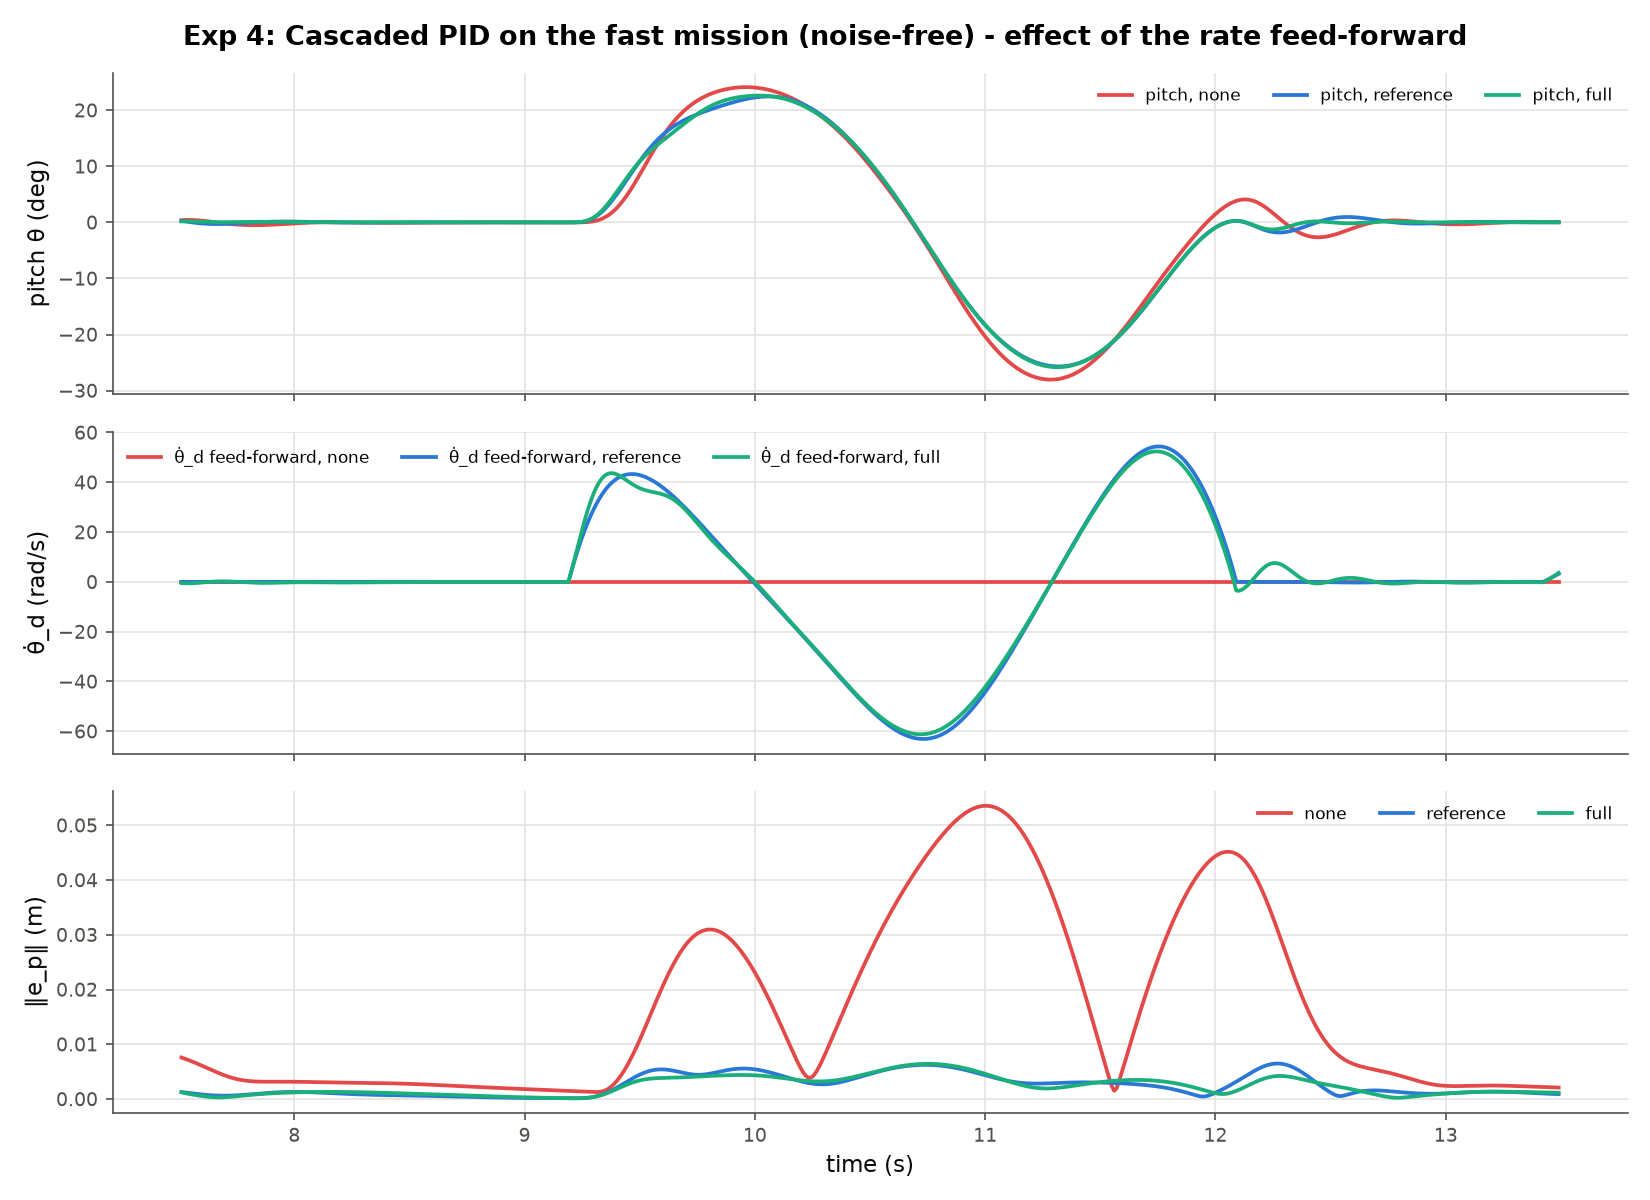 Exp 4: Cascaded PID on the fast mission (noise-free) - effect of the rate feed-forward
pitch, none pitch, reference pitch, full
pitch θ (deg)
20
10
0
−10
−20
−30
θ̇_d feed-forward, none θ̇_d feed-forward, reference θ̇_d feed-forward, full
θ̇_d (rad/s)
60
40
20
0
−20
−40
−60
none reference full
‖e_p‖ (m)
0.05
0.04
0.03
0.02
0.01
0.00
8 9 10 11 12 13
time (s)